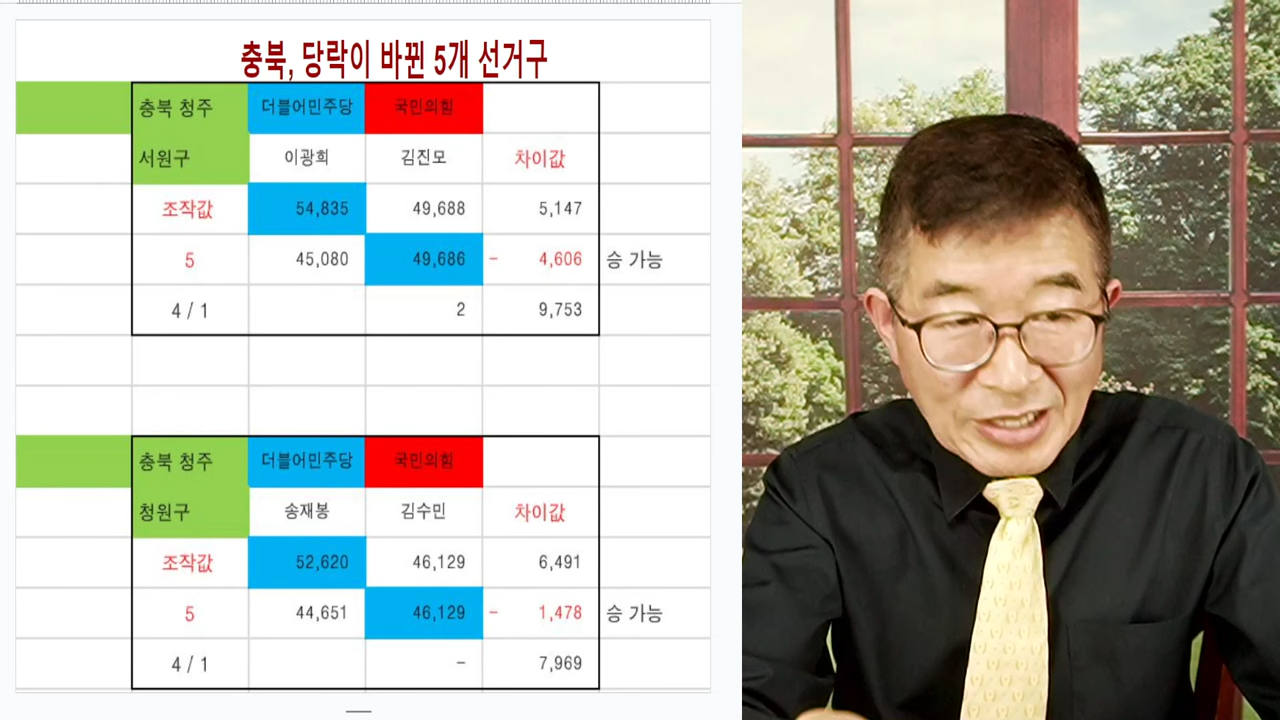 충북, 당락이 바뀐 5개 선거구
충북 청주 더블어민주당 국민의힘
서원구 이광희 김진모 차이값
조작값 54,835 49,688 5,147
5 45,080 49,686 - 4,606 승 가능
4 / 1 2 9,753
충북 청주 더블어민주당 국민의힘
청원구 송재봉 김수민 차이값
조작값 52,620 46,129 6,491
5 44,651 46,129 - 1,478 승 가능
4 / 1 - 7,969